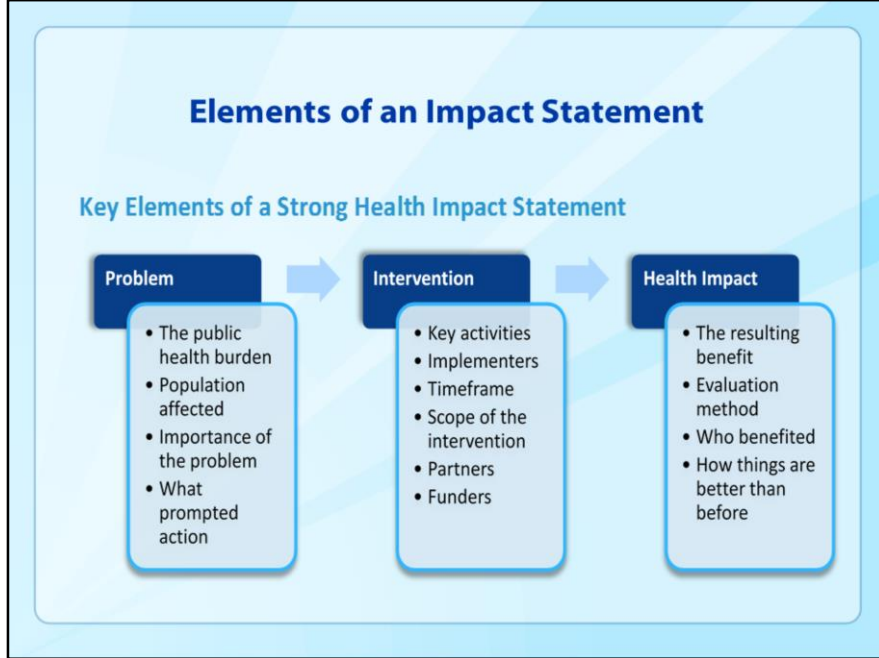 Elements of an Impact Statement
Key Elements of a Strong Health Impact Statement
Problem
• The public
health burden
• Population
affected
• Importance of
the problem
• What
prompted
action
Intervention
• Key activities
• Implementers
• Timeframe
• Scope of the
intervention
• Partners
• Funders
Health Impact
• The resulting
benefit
• Evaluation
method
• Who benefited
• How things are
better than
before